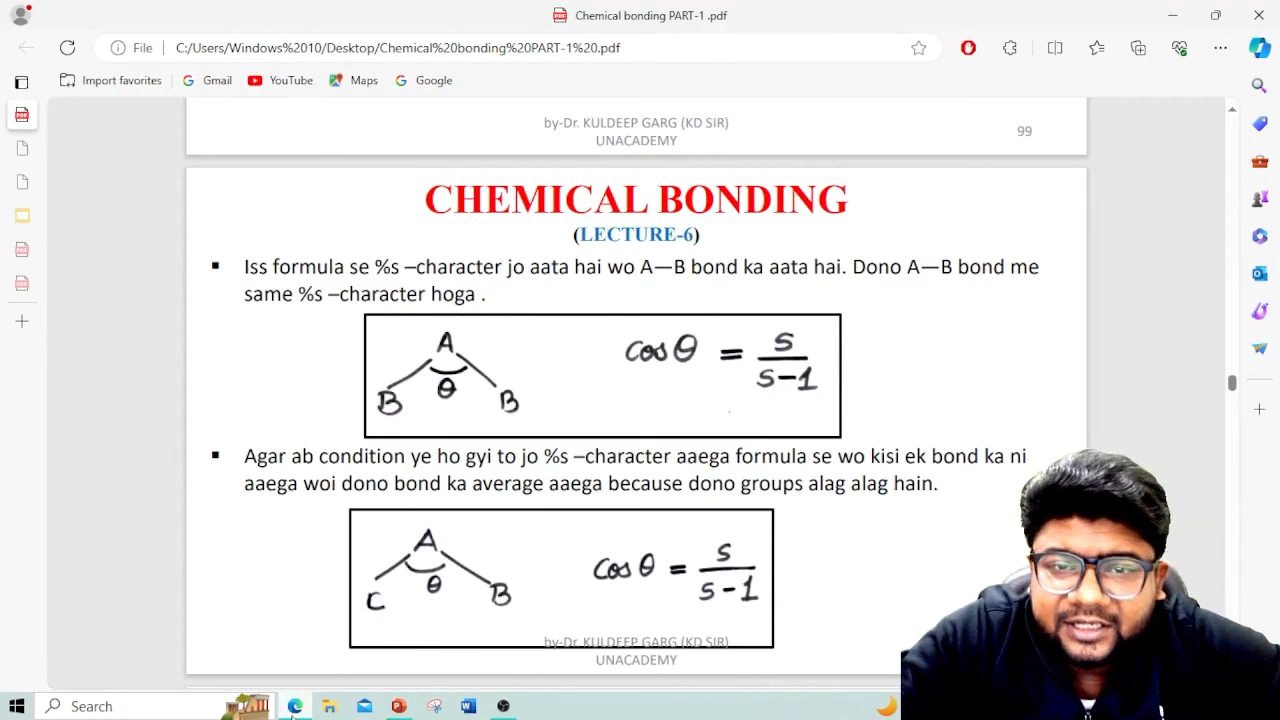 Chemical bonding PART-1 .pdf
File
C:/Users/Windows%2010/Desktop/Chemical%20bonding%20PART-1%20.pdf
Import favorites
Gmail
YouTube
Maps
Google
by-Dr. KULDEEP GARG (KD SIR)
UNACADEMY
99
CHEMICAL BONDING
(LECTURE-6)
▪ Iss formula se %s –character jo aata hai wo A—B bond ka aata hai. Dono A—B bond me
same %s –character hoga .
A
θ
B B
cosθ = s/(s-1)
▪ Agar ab condition ye ho gyi to jo %s –character aaega formula se wo kisi ek bond ka ni
aaega woi dono bond ka average aaega because dono groups alag alag hain.
A
θ
C B
cosθ = s/(s-1)
by-Dr. KULDEEP GARG (KD SIR)
UNACADEMY
Search